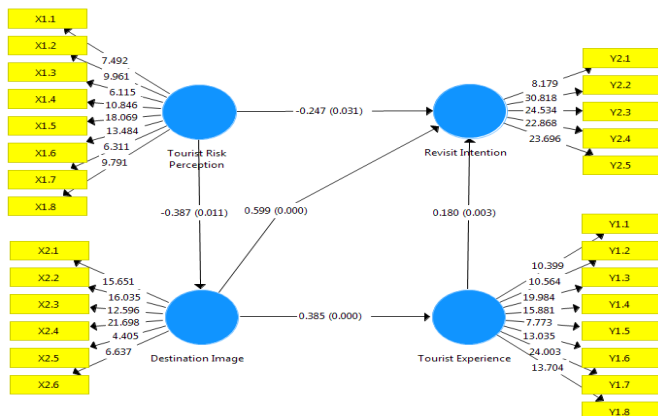 X1.1
X1.2
X1.3
X1.4
X1.5
X1.6
X1.7
X1.8
7.492
9.961
6.115
10.846
18.069
13.484
6.311
9.791
Tourist Risk
Perception
-0.247 (0.031)
Revisit Intention
8.179
30.818
24.534
22.868
23.696
Y2.1
Y2.2
Y2.3
Y2.4
Y2.5
-0.387 (0.011)
0.599 (0.000)
0.180 (0.003)
X2.1
X2.2
X2.3
X2.4
X2.5
X2.6
15.651
16.035
12.596
21.698
4.405
6.637
Destination Image
0.385 (0.000)
Tourist Experience
10.399
10.564
19.984
15.881
7.773
13.035
24.003
13.704
Y1.1
Y1.2
Y1.3
Y1.4
Y1.5
Y1.6
Y1.7
Y1.8